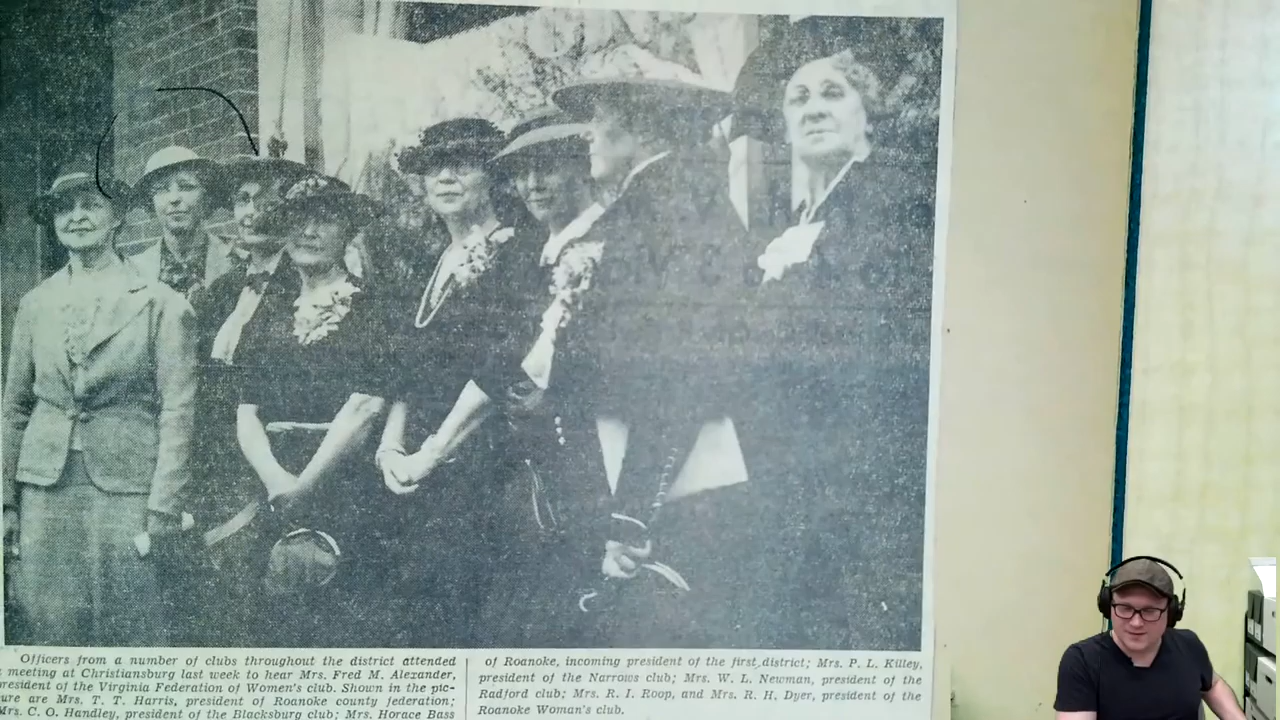 Officers from a number of clubs throughout the district attended
meeting at Christiansburg last week to hear Mrs. Fred M. Alexander,
president of the Virginia Federation of Women's club. Shown in the pic-
ure are Mrs. T. T. Harris, president of Roanoke county federation;
Mrs. C. O. Handley, president of the Blacksburg club; Mrs. Horace Bass
of Roanoke, incoming president of the first district; Mrs. P. L. Killey,
president of the Narrows club; Mrs. W. L. Newman, president of the
Radford club; Mrs. R. I. Roop, and Mrs. R. H. Dyer, president of the
Roanoke Woman's club.